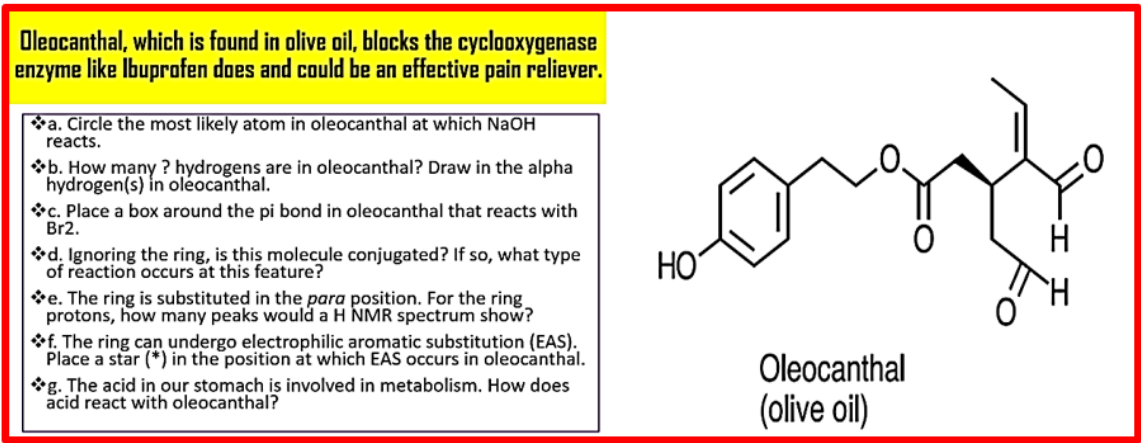 Oleocanthal, which is found in olive oil, blocks the cyclooxygenase
enzyme like Ibuprofen does and could be an effective pain reliever.
❖a. Circle the most likely atom in oleocanthal at which NaOH
reacts.
❖b. How many ? hydrogens are in oleocanthal? Draw in the alpha
hydrogen(s) in oleocanthal.
❖c. Place a box around the pi bond in oleocanthal that reacts with
Br2.
❖d. Ignoring the ring, is this molecule conjugated? If so, what type
of reaction occurs at this feature?
❖e. The ring is substituted in the para position. For the ring
protons, how many peaks would a H NMR spectrum show?
❖f. The ring can undergo electrophilic aromatic substitution (EAS).
Place a star (*) in the position at which EAS occurs in oleocanthal.
❖g. The acid in our stomach is involved in metabolism. How does
acid react with oleocanthal?
O
O
O
H
HO
H
O
Oleocanthal
(olive oil)